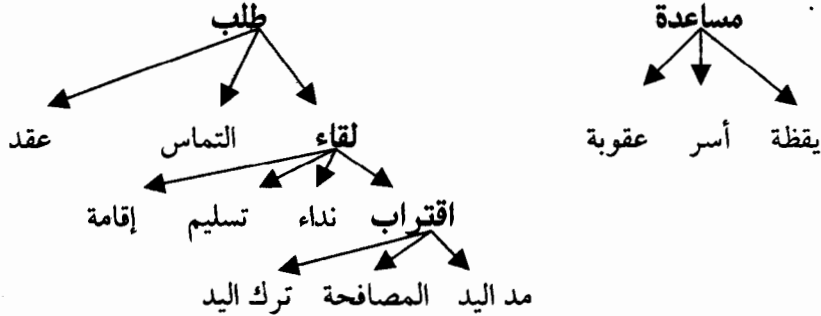 مساعدة طلب
يقظة أسر عقوبة لقاء التماس عقد
اقتراب نداء تسليم إقامة
مد اليد المصافحة ترك اليد